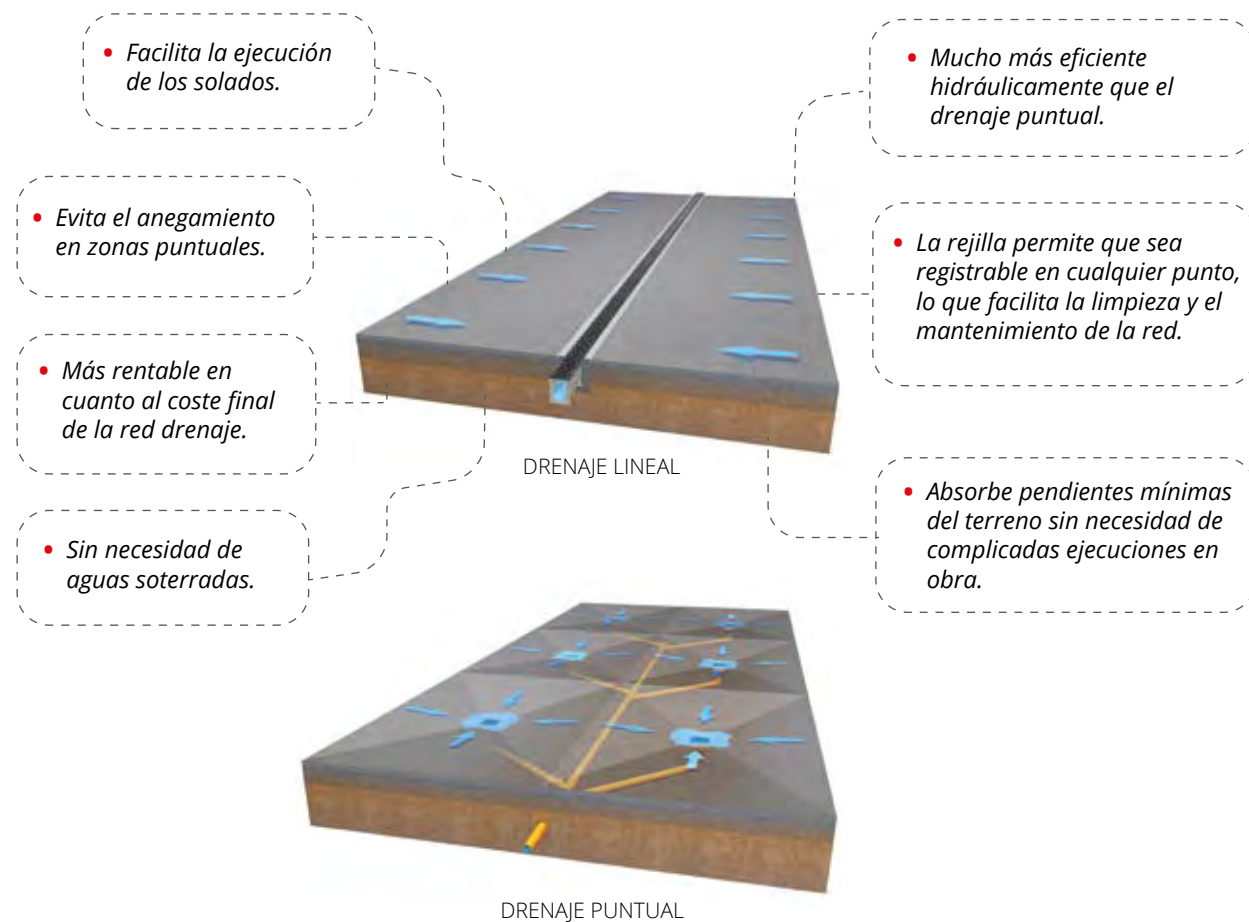 • Facilita la ejecución
de los solados.
• Evita el anegamiento
en zonas puntuales.
• Más rentable en
cuanto al coste final
de la red drenaje.
• Sin necesidad de
aguas soterradas.
• Mucho más eficiente
hidráulicamente que el
drenaje puntual.
• La rejilla permite que sea
registrable en cualquier punto,
lo que facilita la limpieza y el
mantenimiento de la red.
• Absorbe pendientes mínimas
del terreno sin necesidad de
complicadas ejecuciones en
obra.
DRENAJE LINEAL
DRENAJE PUNTUAL